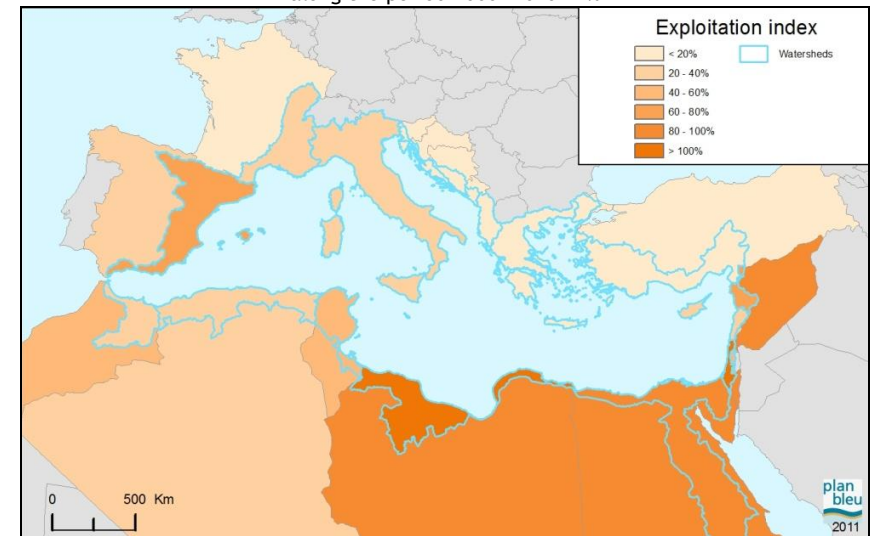 Exploitation index
< 20%
Watersheds
20 - 40%
40 - 60%
60 - 80%
80 - 100%
> 100%
0 500 Km
plan
bleu
2011